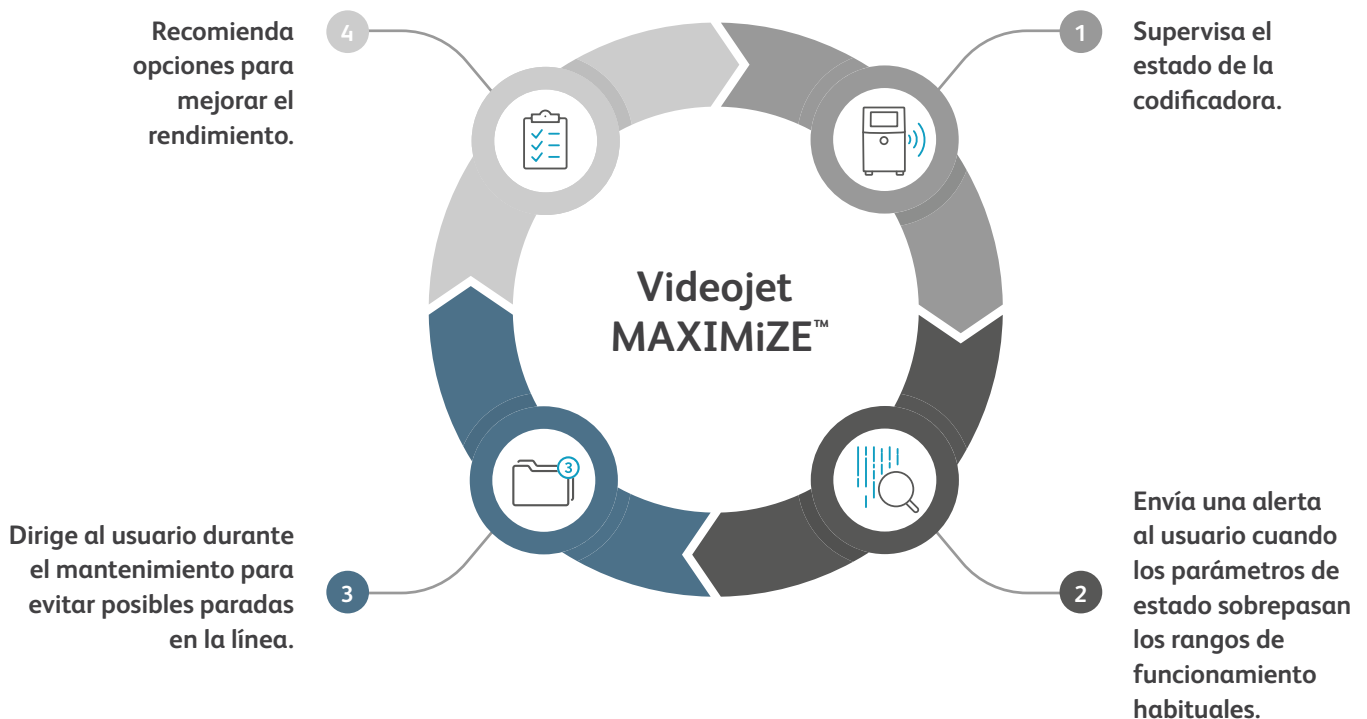 Recomienda
opciones para
mejorar el
rendimiento.
4
1
Supervisa el
estado de la
codificadora.
Videojet
MAXIMiZE™
3
Dirige al usuario durante
el mantenimiento para
evitar posibles paradas
en la línea.
3
2
Envía una alerta
al usuario cuando
los parámetros de
estado sobrepasan
los rangos de
funcionamiento
habituales.